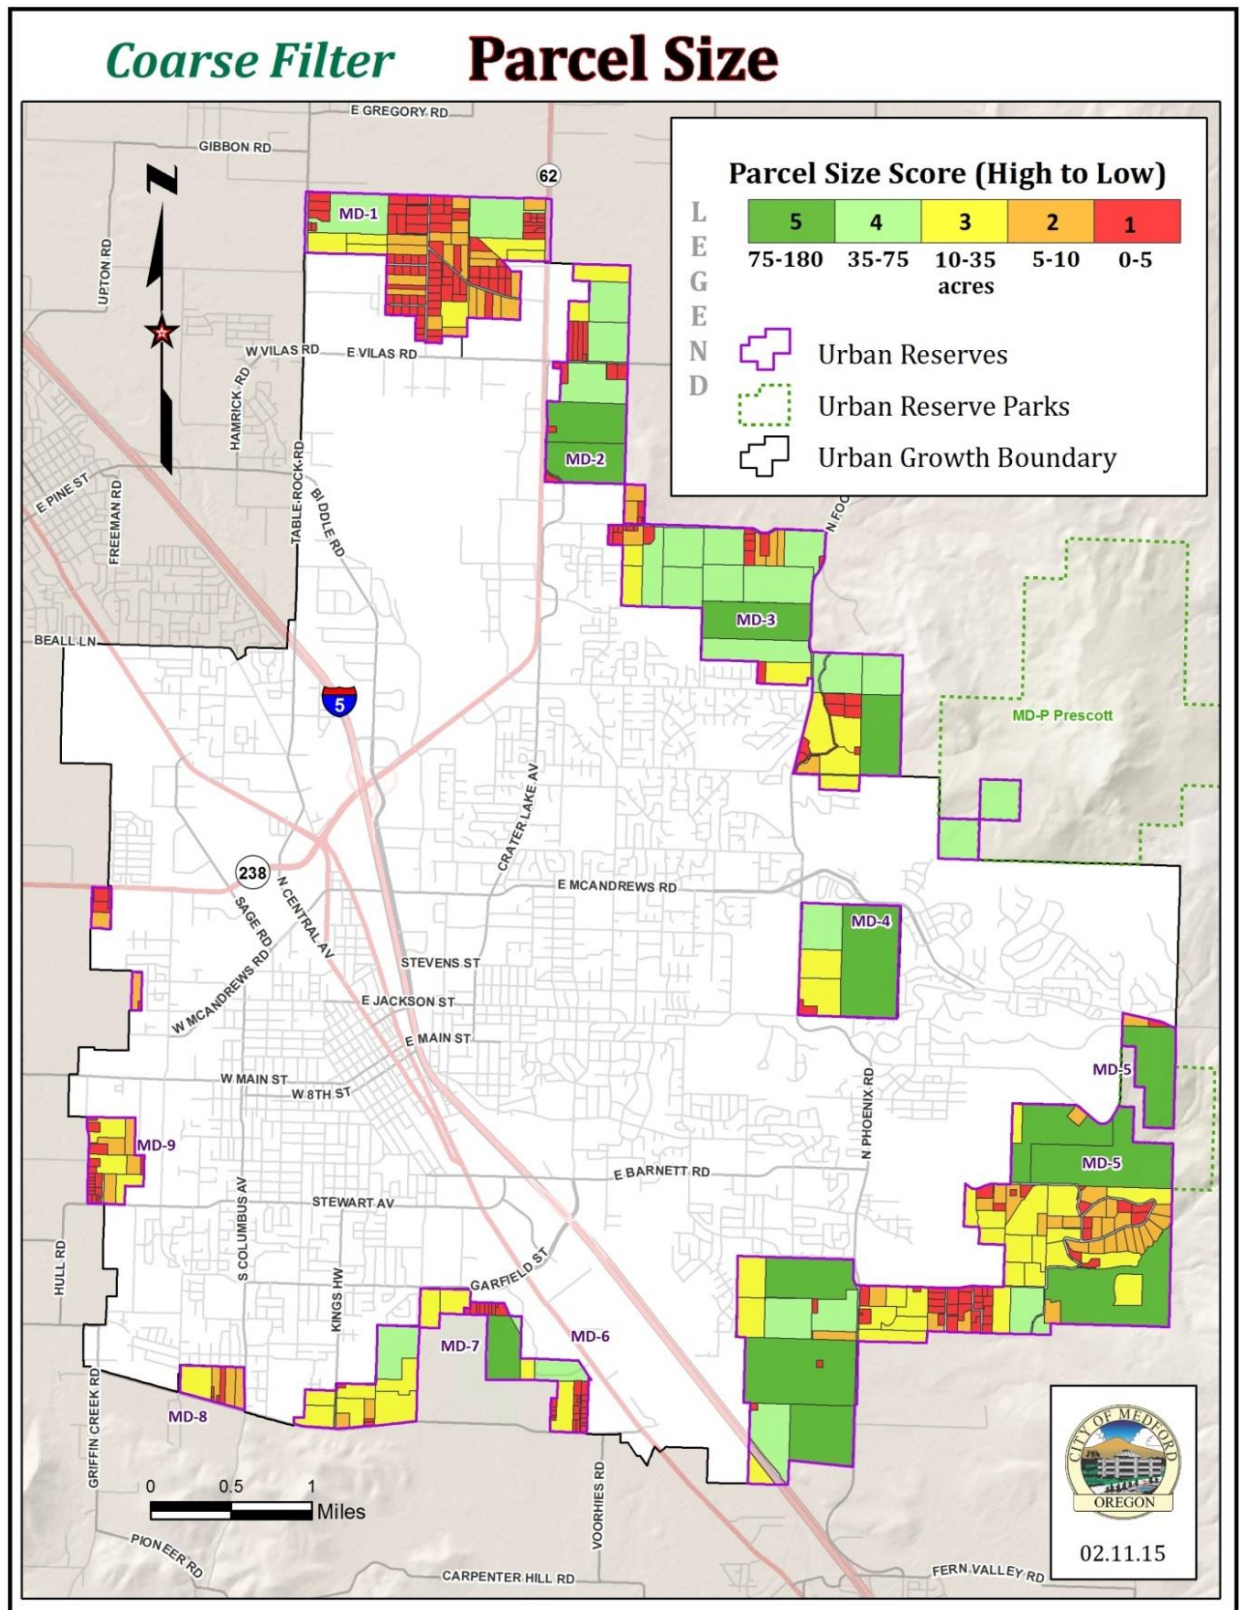 Coarse Filter Parcel Size
E GREGORY RD
GIBBON RD
62
N
UPTON RD
MD-1
Parcel Size Score (High to Low)
LEGEND
5 4 3 2 1
75-180 35-75 10-35 5-10 0-5
acres
Urban Reserves
Urban Reserve Parks
Urban Growth Boundary
W VILAS RD
E VILAS RD
HAMRICK RD
TABLE ROCK RD
BIDDLE RD
E PINE ST
FREEMAN RD
MD-2
N FOO
BEALL LN
MD-3
5
MD-P Prescott
CRATER LAKE AV
238
E MCANDREWS RD
SAGE RD
N CENTRAL AV
MD-4
STEVENS ST
W MCANDREWS RD
E JACKSON ST
E MAIN ST
W MAIN ST
W 8TH ST
MD-5
N PHOENIX RD
MD-9
E BARNETT RD
MD-5
S COLUMBUS AV
STEWART AV
HULL RD
KINGS HW
GARFIELD ST
MD-7
MD-6
MD-8
GRIFFIN CREEK RD
0 0.5 1
Miles
VOORHIES RD
PIONEER RD
CARPENTER HILL RD
FERN VALLEY RD
CITY OF MEDFORD
OREGON
02.11.15